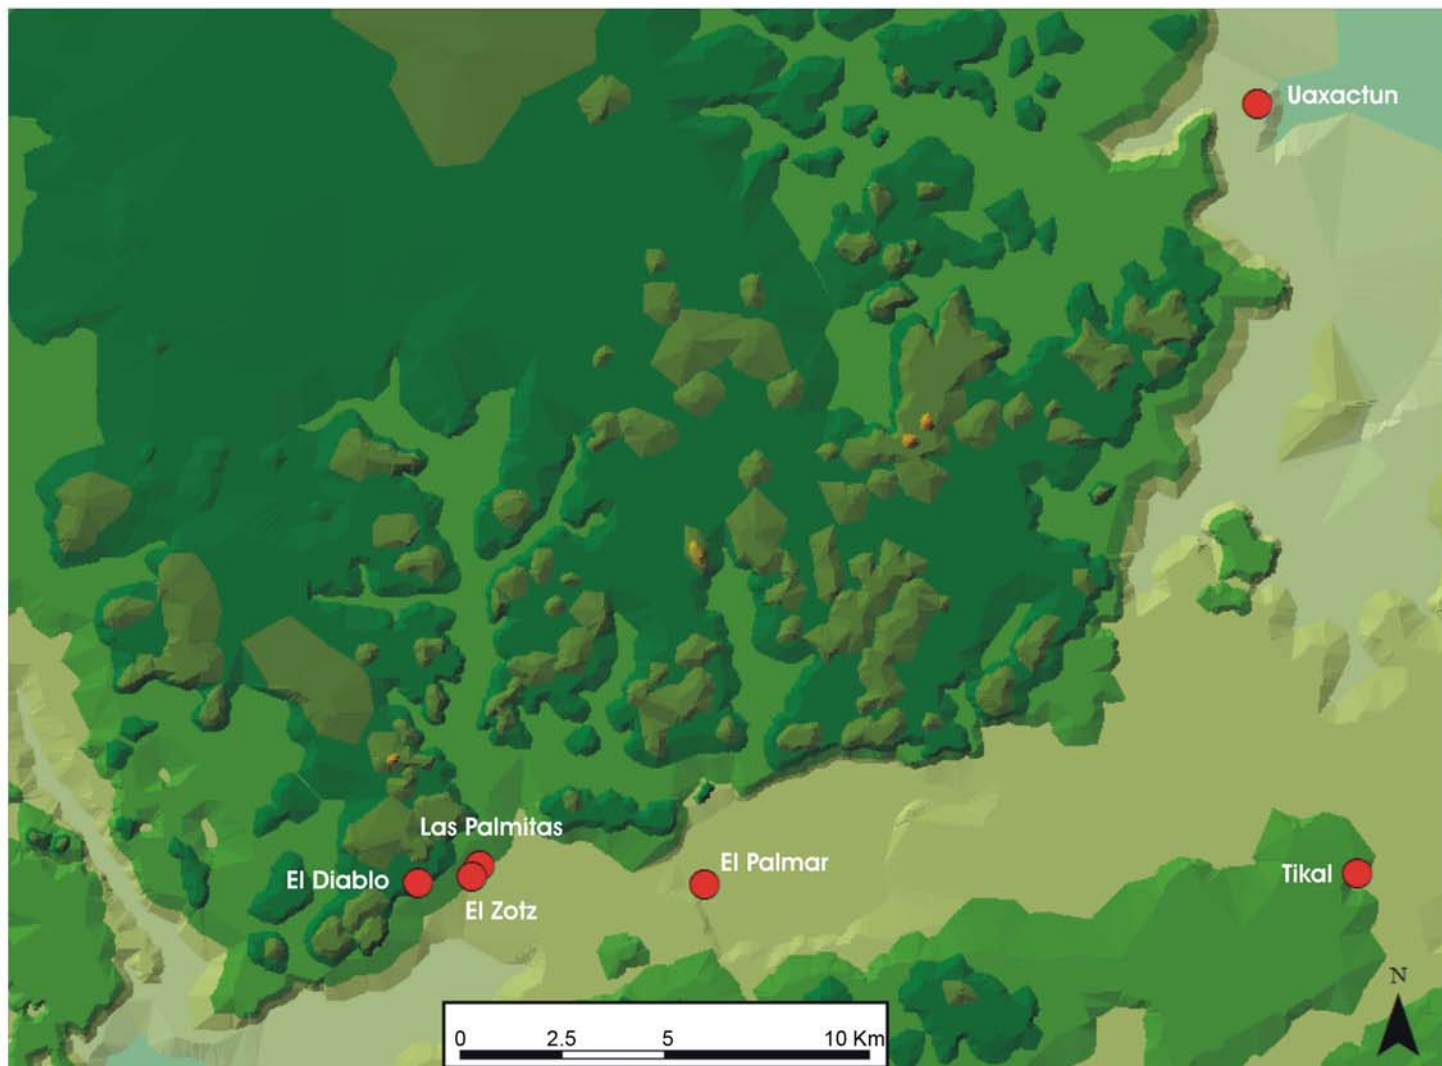 Uaxactun
Las Palmitas
El Palmar
El Diablo
Tikal
El Zotz
N
0 2.5 5 10 Km